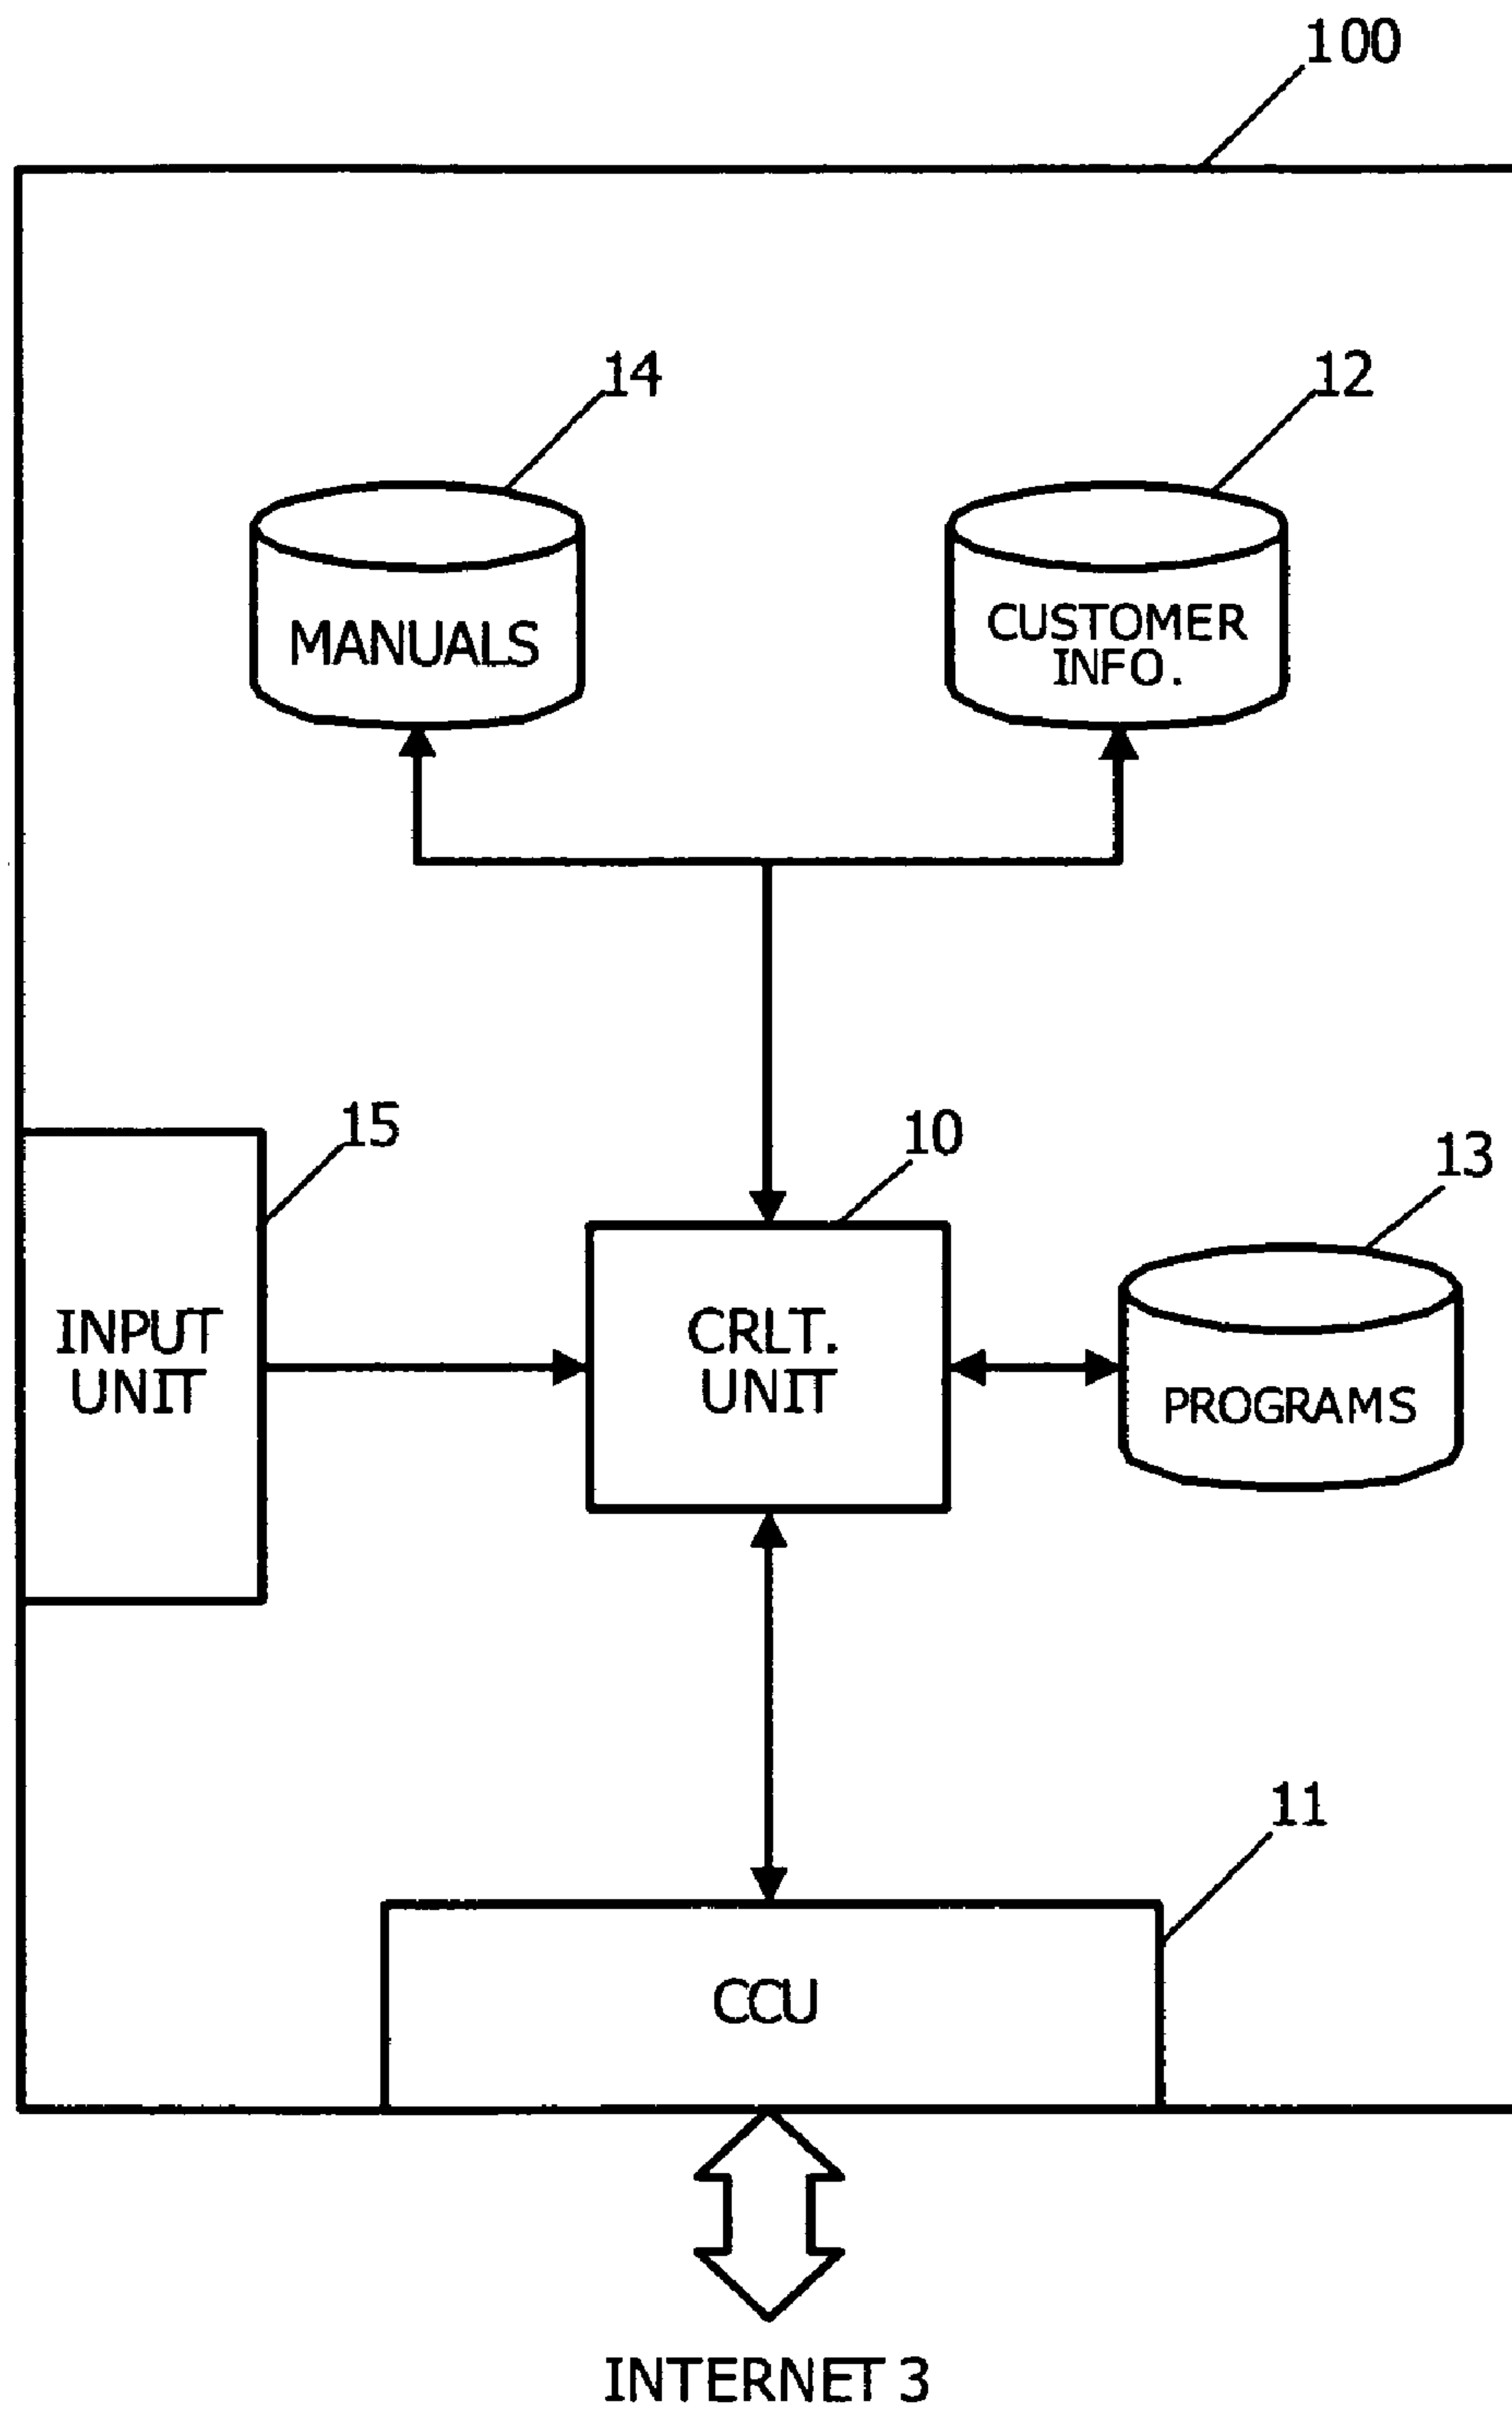 100
14
12
MANUALS
CUSTOMER
INFO.
15
10
13
INPUT
UNIT
CRLT.
UNIT
PROGRAMS
11
CCU
INTERNET 3